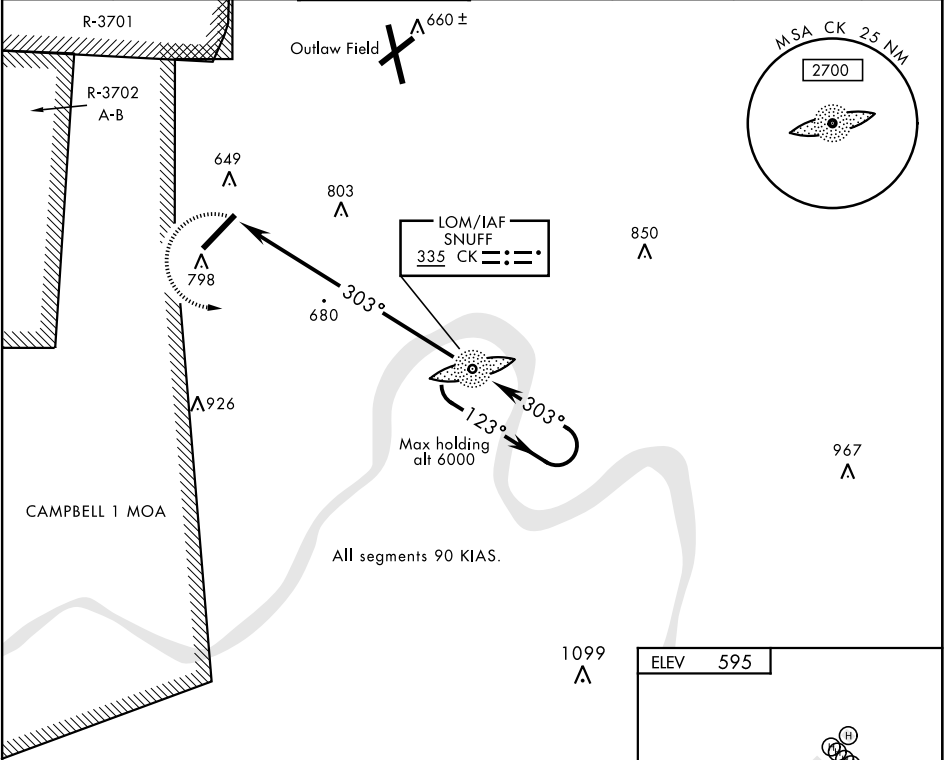 R-3701
660 ±
Outlaw Field
MSA CK 25 NM
2700
R-3702
A-B
649
803
LOM/IAF
SNUFF
335 CK
850
798
303°
680
926
303°
123°
Max holding
alt 6000
967
CAMPBELL 1 MOA
All segments 90 KIAS.
1099
ELEV 595
H
H